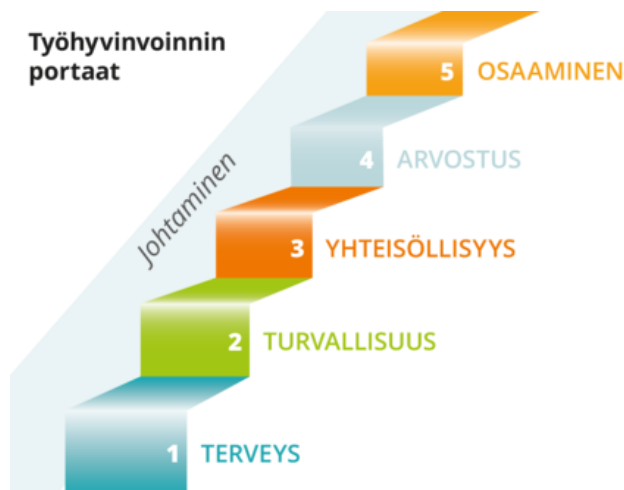 Työhyvinvoinnin
portaat
5 OSAAMINEN
4 ARVOSTUS
Johtaminen
3 YHTEISÖLLISYYS
2 TURVALLISUUS
1 TERVEYS